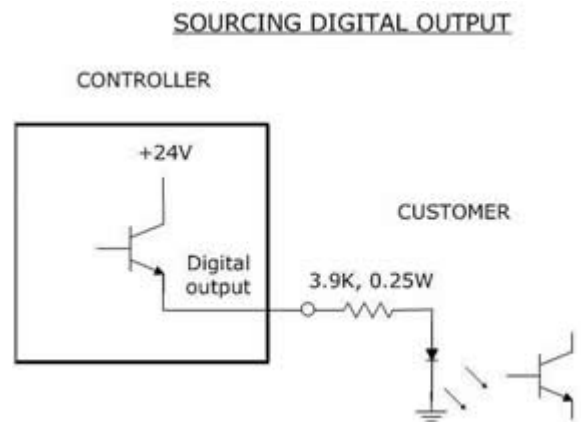 SOURCING DIGITAL OUTPUT
CONTROLLER
+24V
CUSTOMER
Digital
output
3.9K, 0.25W